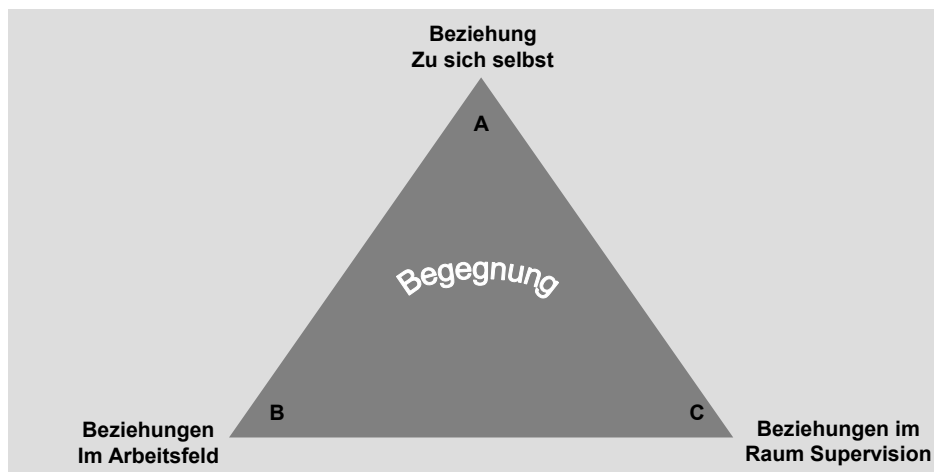 Beziehung
Zu sich selbst
A
Begegnung
B
C
Beziehungen
Im Arbeitsfeld
Beziehungen im
Raum Supervision